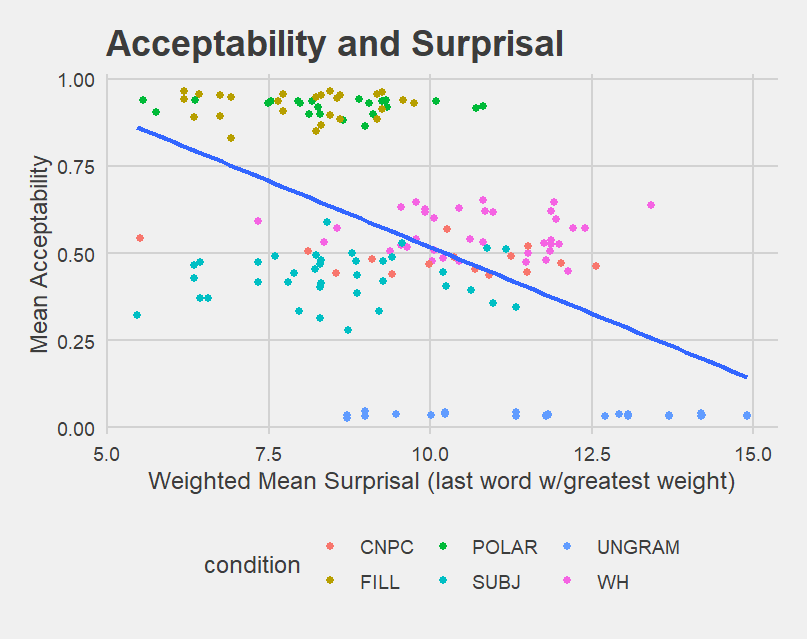 Acceptability and Surprisal
1.00
0.75
0.50
0.25
0.00
Mean Acceptability
5.0 7.5 10.0 12.5 15.0
Weighted Mean Surprisal (last word w/greatest weight)
condition
CNPC POLAR UNGRAM
FILL SUBJ WH